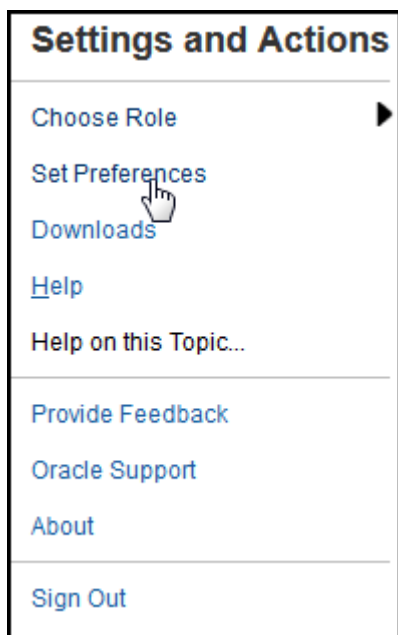 Settings and Actions
Choose Role
Set Preferences
Downloads
Help
Help on this Topic...
Provide Feedback
Oracle Support
About
Sign Out